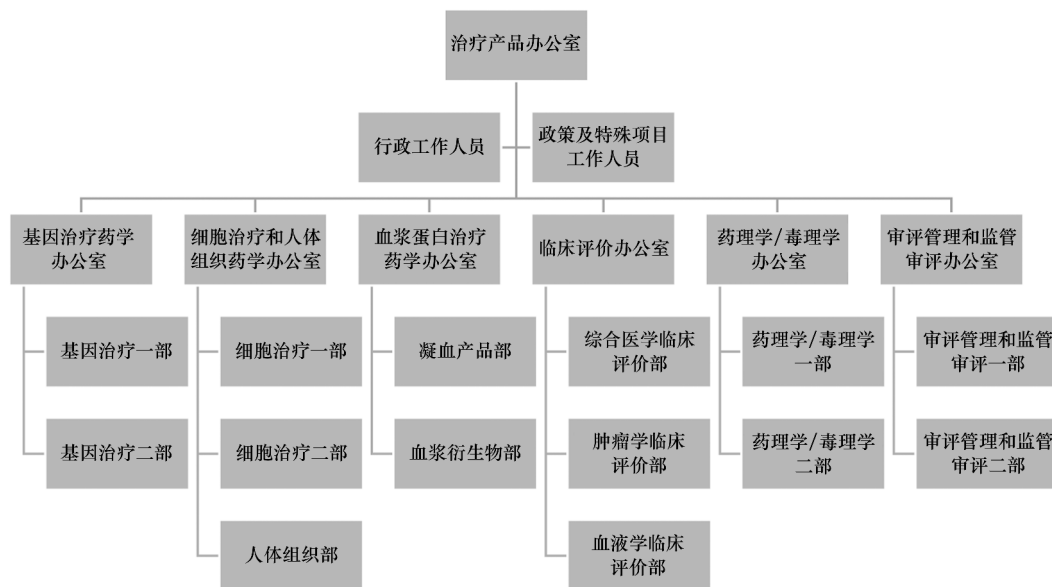 治疗产品办公室
行政工作人员
政策及特殊项目
工作人员
基因治疗药学
办公室
细胞治疗和人体
组织药学办公室
血浆蛋白治疗
药学办公室
临床评价办公室
药理学/毒理学
办公室
审评管理和监管
审评办公室
基因治疗一部
细胞治疗一部
凝血产品部
综合医学临床
评价部
药理学/毒理学
一部
审评管理和监管
审评一部
基因治疗二部
细胞治疗二部
血浆衍生物部
肿瘤学临床
评价部
药理学/毒理学
二部
审评管理和监管
审评二部
人体组织部
血液学临床
评价部